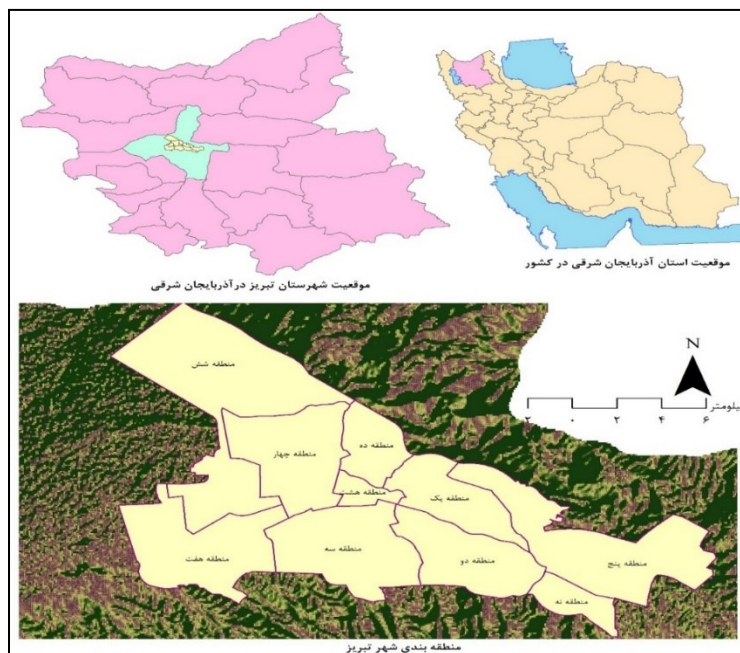 موقعیت استان آذربایجان شرقی در کشور
موقعیت شهرستان تبریز درآذربایجان شرقی
N
یلومتر
۲ ۰ ۲ ۴ ۶
منطقه شش
منطقه ده
منطقه چهار
منطقه هشت
منطقه یک
منطقه هفت
منطقه سه
منطقه دو
منطقه پنج
منطقه نه
منطقه بندی شهر تبریز